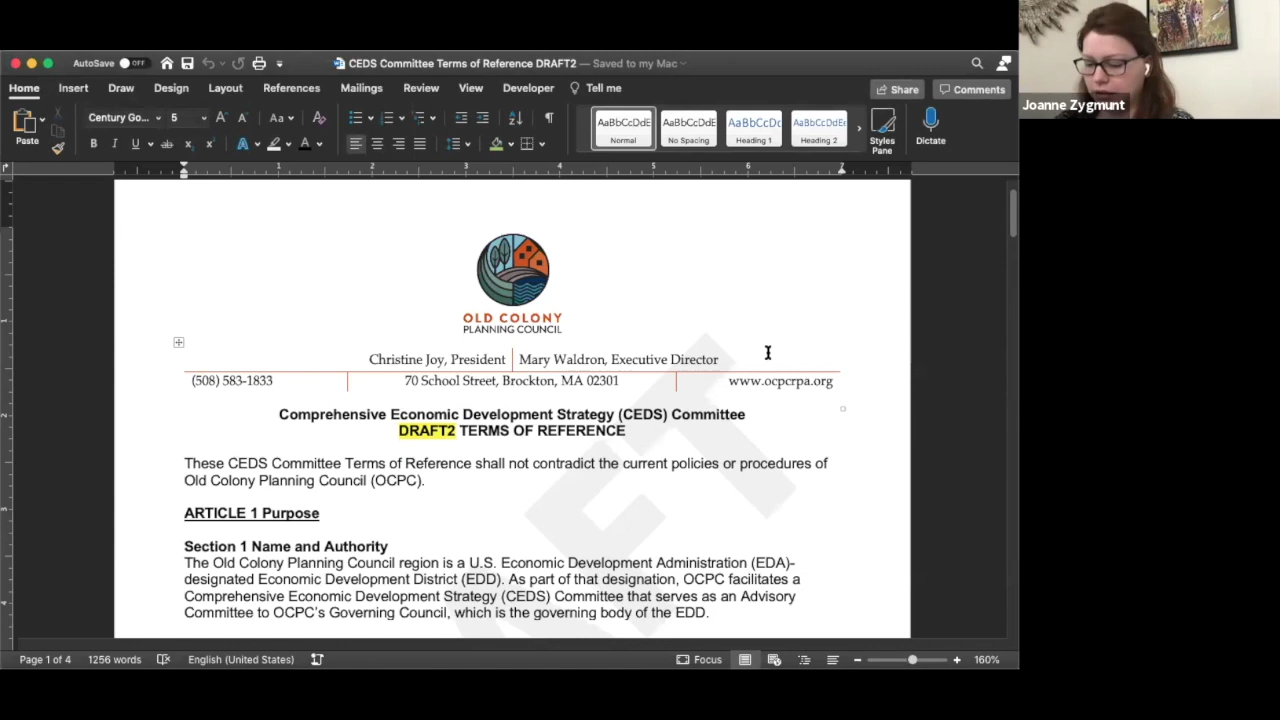 AutoSave OFF
CEDS Committee Terms of Reference DRAFT2 — Saved to my Mac
Home Insert Draw Design Layout References Mailings Review View Developer Tell me
Share Comments
Paste
Century Go... 5
AaBbCcDdE Normal
AaBbCcDdE No Spacing
AaBbCcDc Heading 1
AaBbCcDdEe Heading 2
Styles Pane
Dictate
Joanne Zygmunt
1 2 3 4 5 6 7
OLD COLONY
PLANNING COUNCIL
Christine Joy, President Mary Waldron, Executive Director
(508) 583-1833 70 School Street, Brockton, MA 02301 www.ocpcrpa.org
Comprehensive Economic Development Strategy (CEDS) Committee
DRAFT2 TERMS OF REFERENCE
These CEDS Committee Terms of Reference shall not contradict the current policies or procedures of
Old Colony Planning Council (OCPC).
ARTICLE 1 Purpose
Section 1 Name and Authority
The Old Colony Planning Council region is a U.S. Economic Development Administration (EDA)-
designated Economic Development District (EDD). As part of that designation, OCPC facilitates a
Comprehensive Economic Development Strategy (CEDS) Committee that serves as an Advisory
Committee to OCPC's Governing Council, which is the governing body of the EDD.
Page 1 of 4 1256 words English (United States) Focus 160%